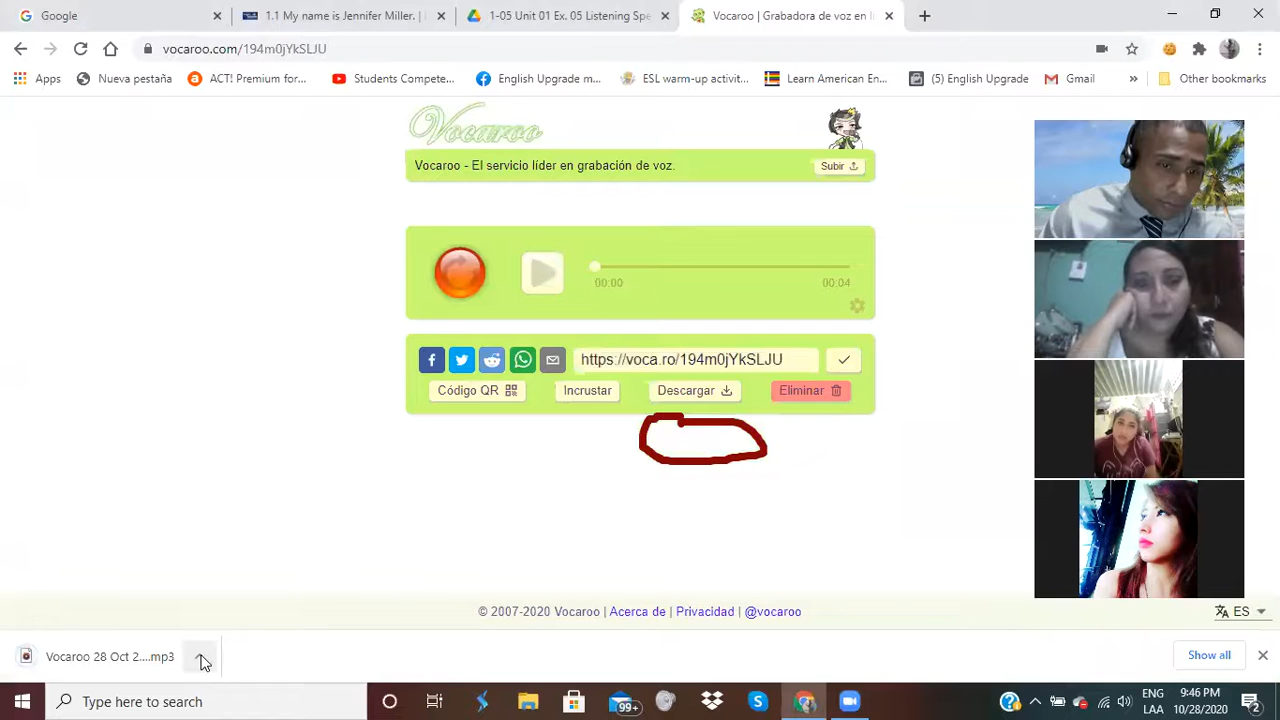 Google
1.1 My name is Jennifer Miller. |
1-05 Unit 01 Ex. 05 Listening Spe
Vocaroo | Grabadora de voz en lí
vocaroo.com/194m0jYkSLJU
Apps
Nueva pestaña
ACT! Premium for...
Students Compete...
English Upgrade m...
ESL warm-up activit...
Learn American En...
(5) English Upgrade
Gmail
»
Other bookmarks
Vocaroo
Vocaroo - El servicio líder en grabación de voz.
Subir
00:00
00:04
https://voca.ro/194m0jYkSLJU
Código QR
Incrustar
Descargar
Eliminar
© 2007-2020 Vocaroo | Acerca de | Privacidad | @vocaroo
ES
Vocaroo 28 Oct 2....mp3
Show all
Type here to search
99+
ENG
LAA
9:46 PM
10/28/2020
2